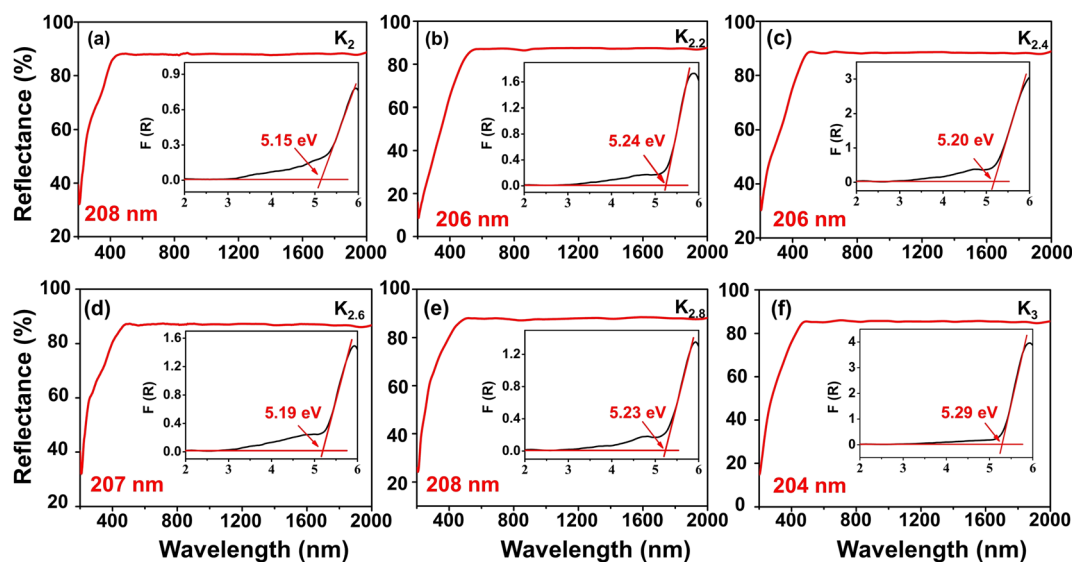 Reflectance (%)
100
80
60
40
20
(a)
K2
0.9
0.6
0.3
0.0
F (R)
5.15 eV
2 3 4 5 6
208 nm
400 800 1200 1600 2000
100
80
60
40
20
0
(b)
K2.2
1.6
1.2
0.8
0.4
0.0
F (R)
5.24 eV
2 3 4 5 6
206 nm
400 800 1200 1600 2000
100
80
60
40
20
(c)
K2.4
3
2
1
0
F (R)
5.20 eV
2 3 4 5 6
206 nm
400 800 1200 1600 2000
Reflectance (%)
100
80
60
40
20
(d)
K2.6
1.6
1.2
0.8
0.4
0.0
F (R)
5.19 eV
2 3 4 5 6
207 nm
400 800 1200 1600 2000
Wavelength (nm)
100
80
60
40
20
(e)
K2.8
1.2
0.8
0.4
0.0
F (R)
5.23 eV
2 3 4 5 6
208 nm
400 800 1200 1600 2000
Wavelength (nm)
100
80
60
40
20
0
(f)
K3
4
3
2
1
0
F (R)
5.29 eV
2 3 4 5 6
204 nm
400 800 1200 1600 2000
Wavelength (nm)